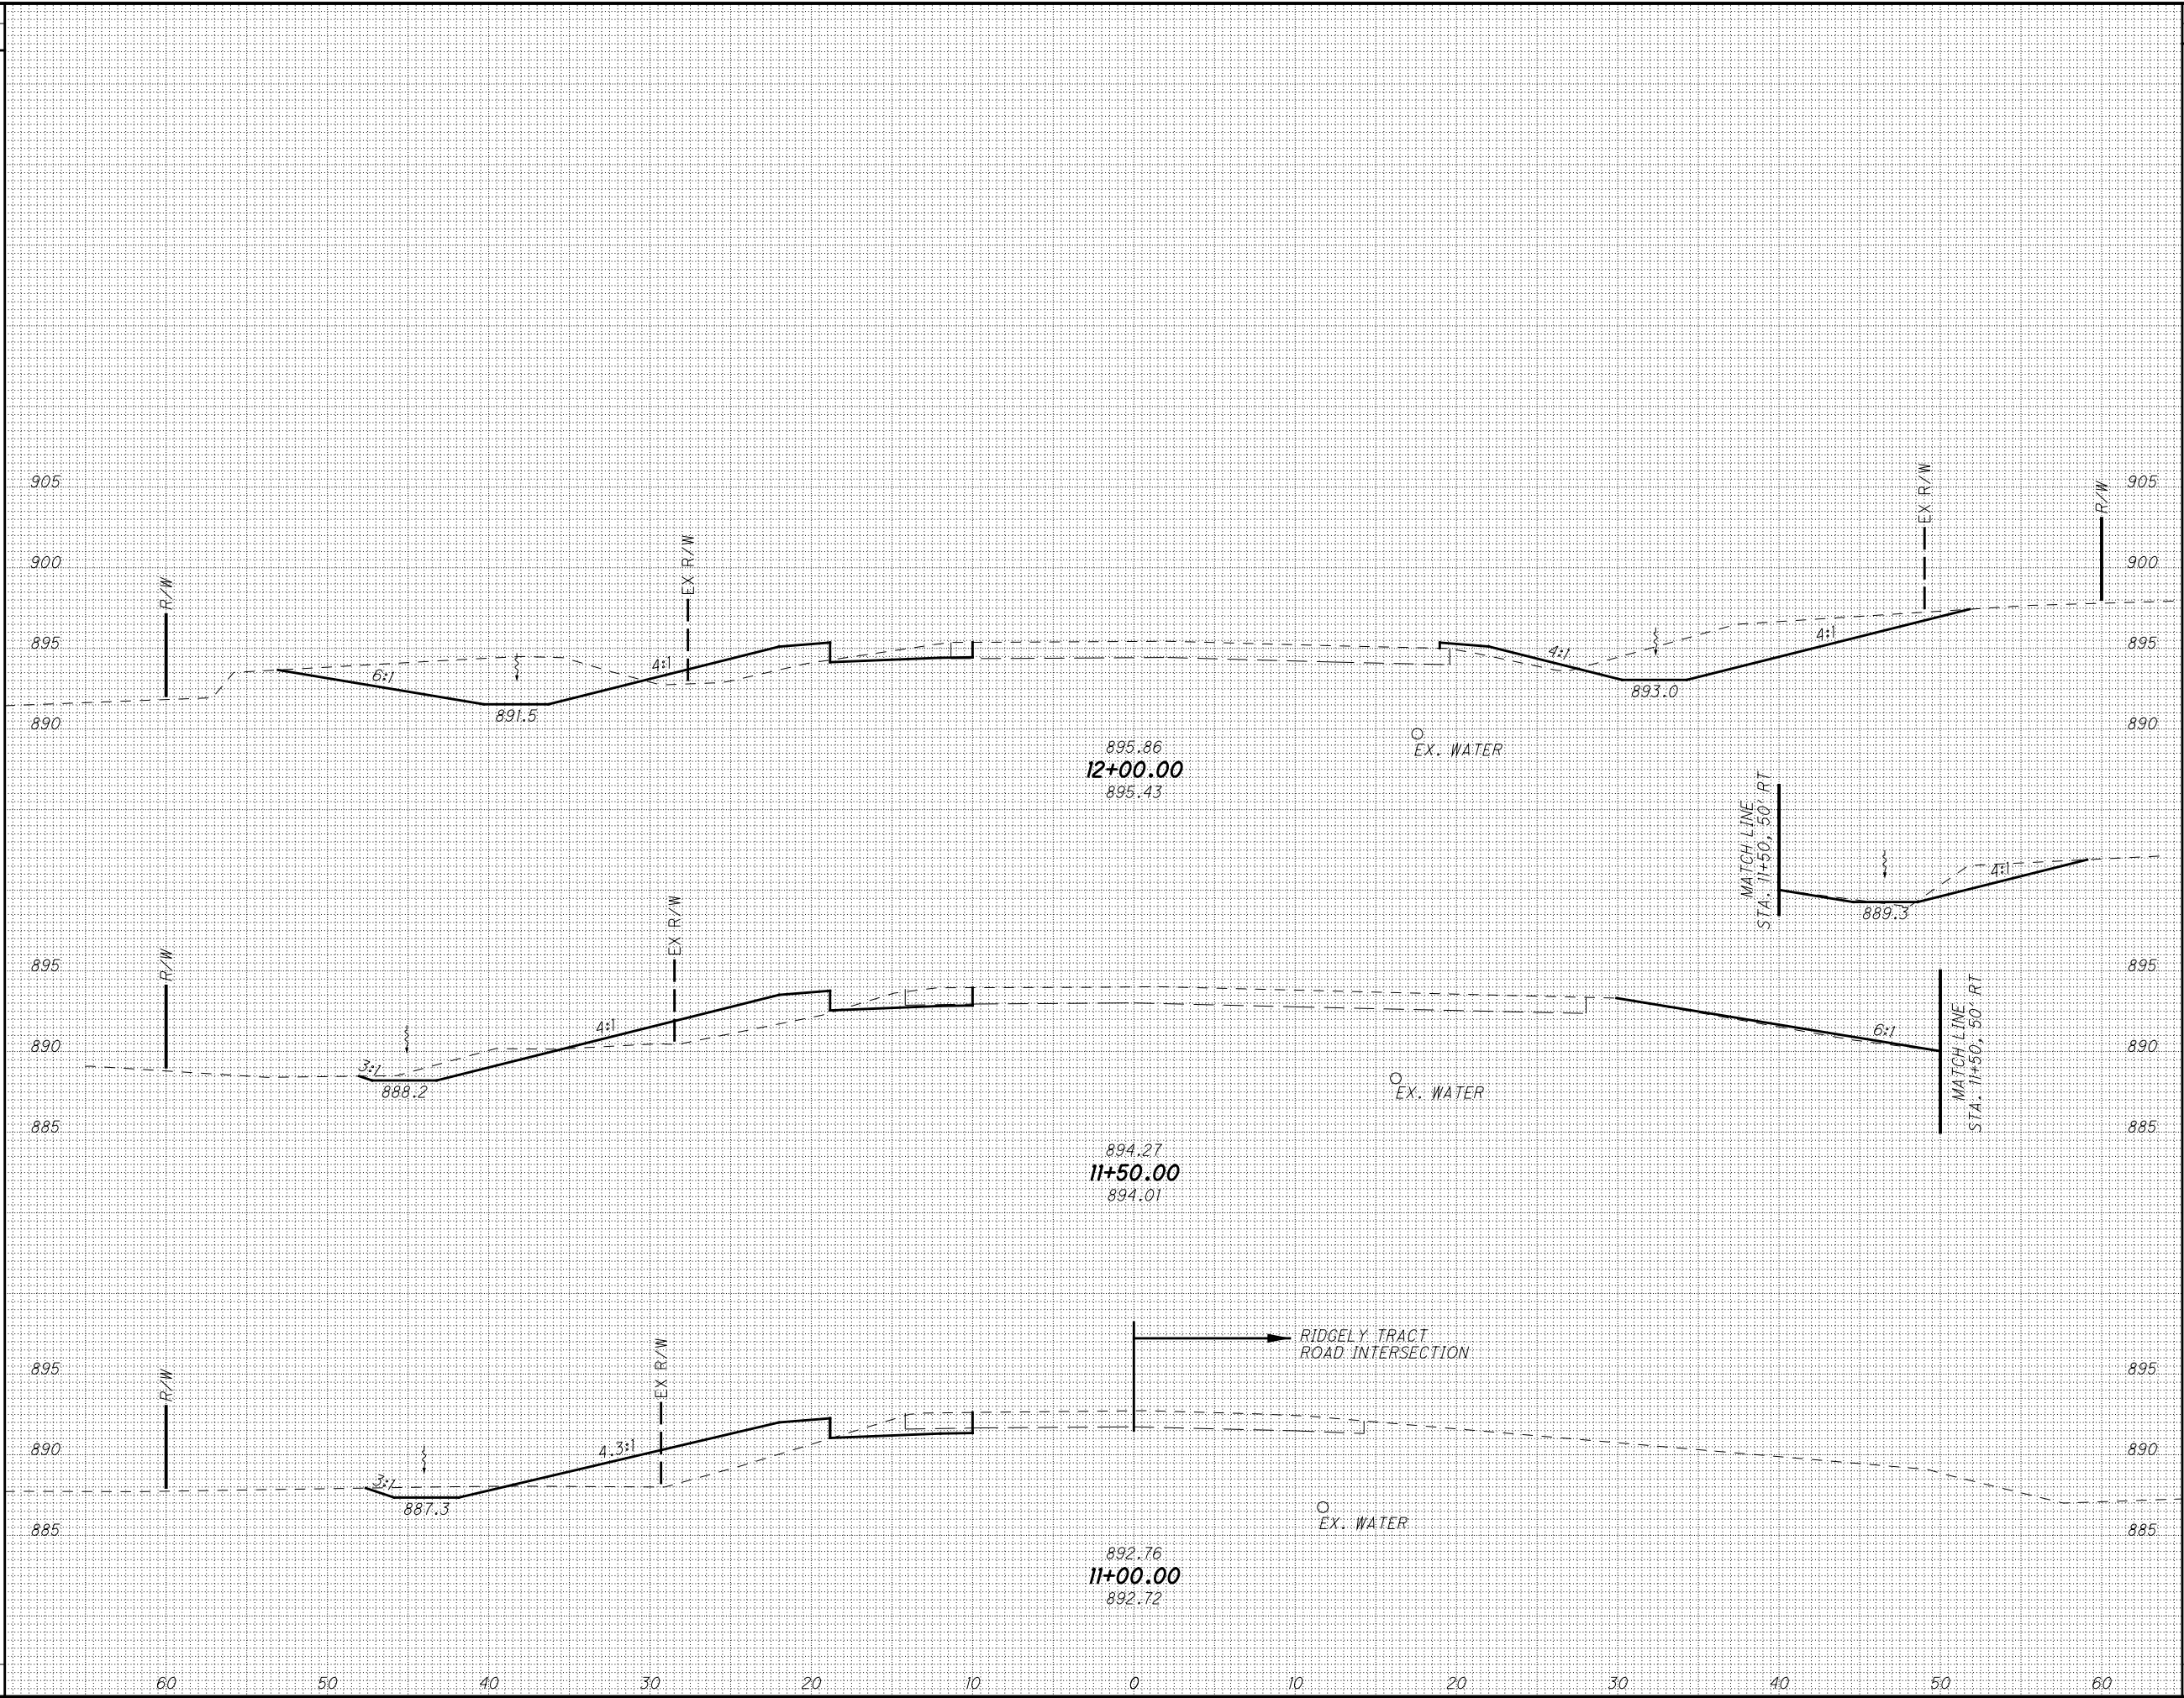 905
905
EX R/W
R/W
900
900
EX R/W
R/W
895
895
4:1
4:1
4:1
6:1
891.5
893.0
890
890
EX. WATER
895.86
12+00.00
895.43
MATCH LINE
STA. 11+50, 50' RT
4:1
889.3
EX R/W
R/W
895
895
4:1
6:1
890
890
3:1
888.2
EX. WATER
MATCH LINE
STA. 11+50, 50' RT
885
885
894.27
11+50.00
894.01
RIDGELY TRACT
ROAD INTERSECTION
EX R/W
R/W
895
895
4.3:1
890
890
3:1
887.3
EX. WATER
885
885
892.76
11+00.00
892.72
60 50 40 30 20 10 0 10 20 30 40 50 60